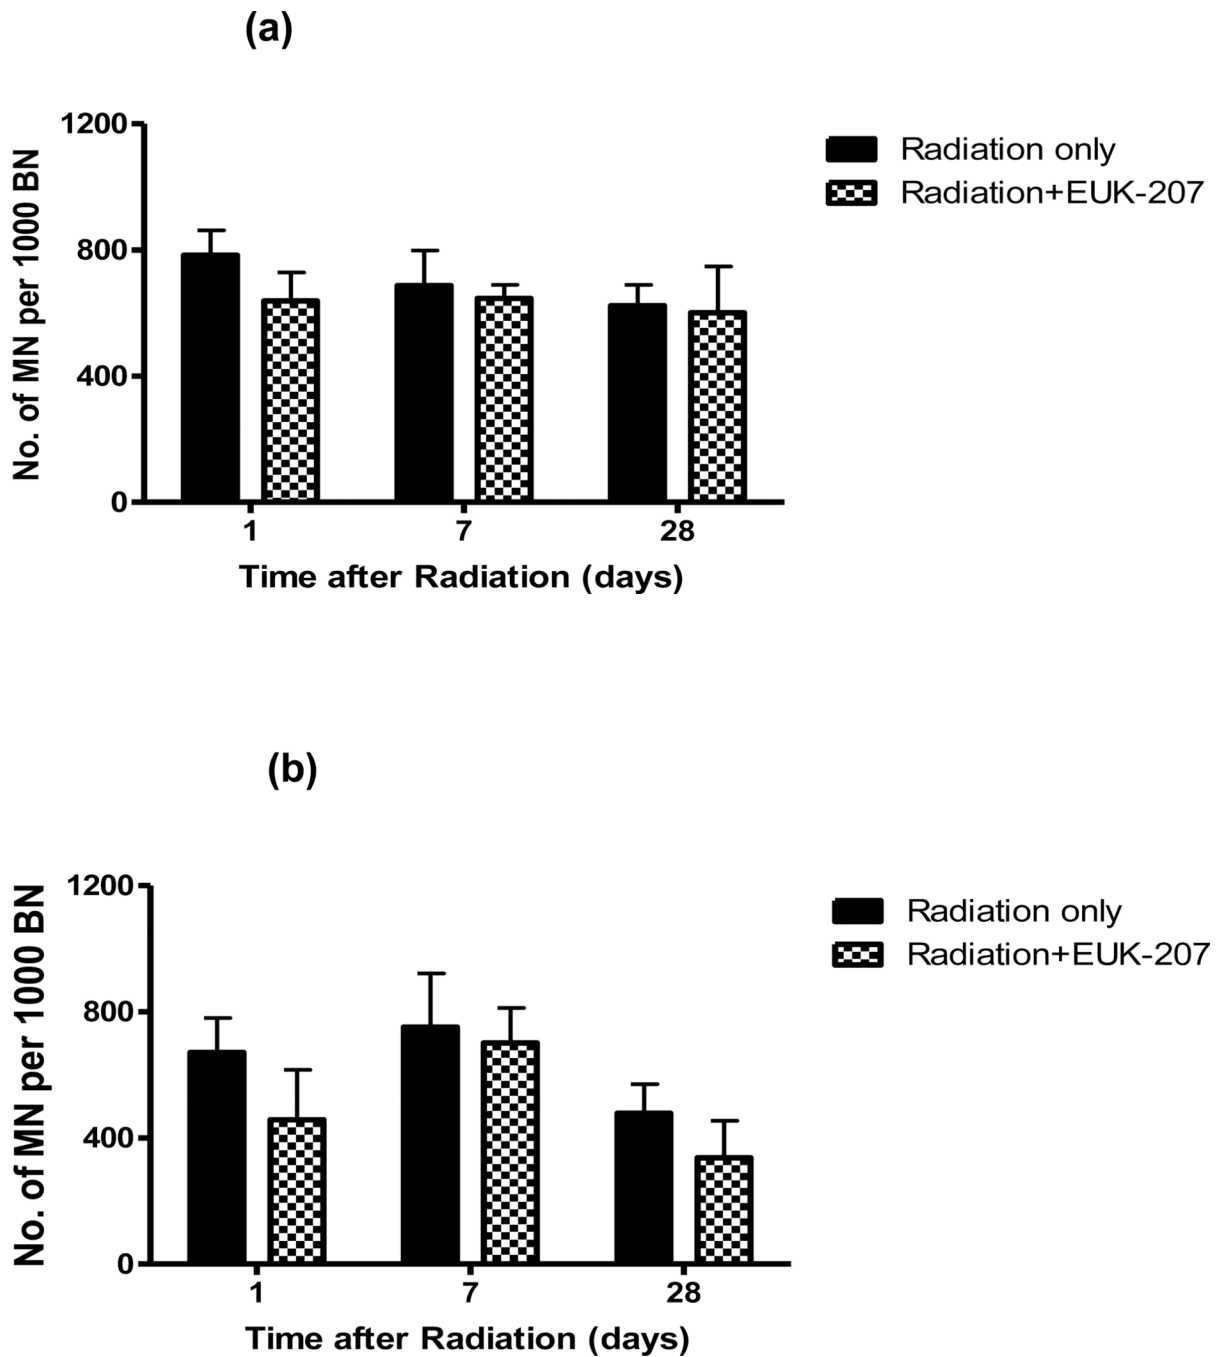 (a)
No. of MN per 1000 BN
1200
800
400
0
1 7 28
Time after Radiation (days)
Radiation only
Radiation+EUK-207
(b)
No. of MN per 1000 BN
1200
800
400
0
1 7 28
Time after Radiation (days)
Radiation only
Radiation+EUK-207